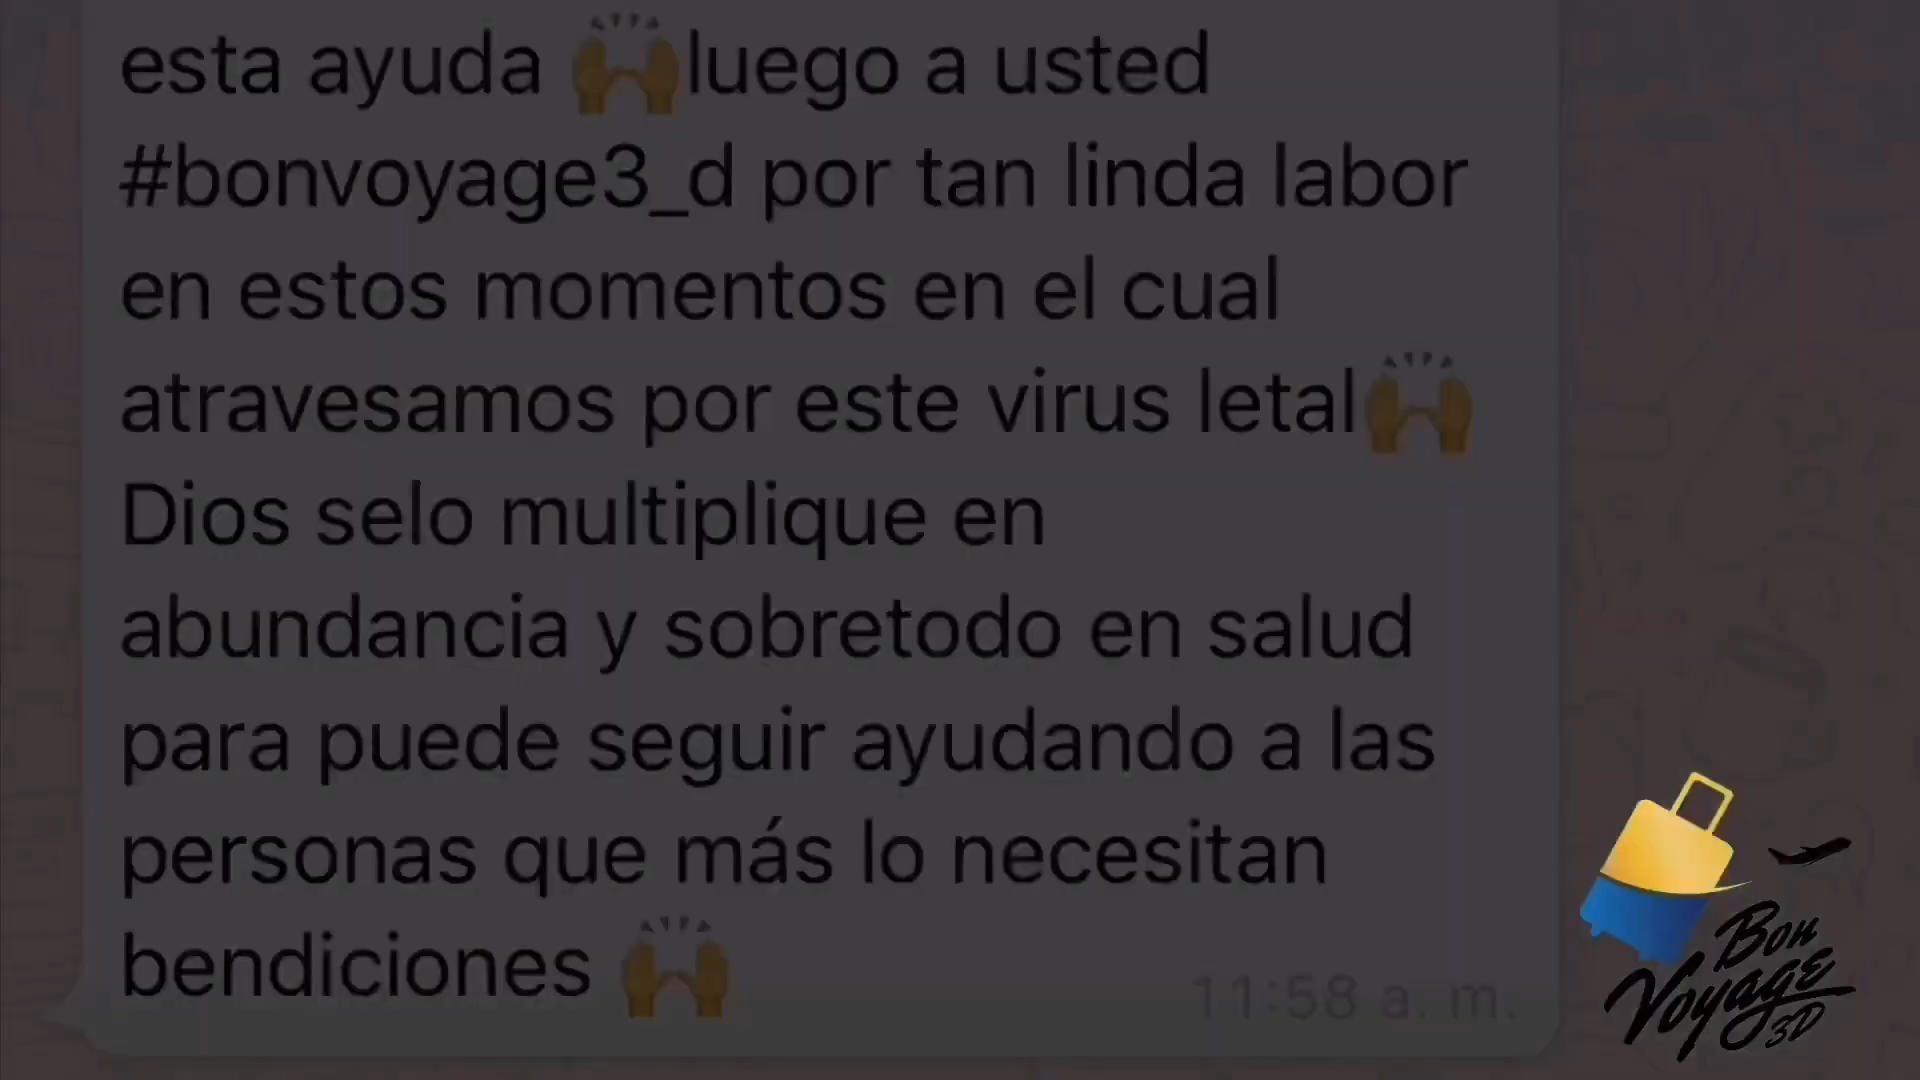 esta ayuda 🙌luego a usted
#bonvoyage3_d por tan linda labor
en estos momentos en el cual
atravesamos por este virus letal🙌
Dios selo multiplique en
abundancia y sobretodo en salud
para puede seguir ayudando a las
personas que más lo necesitan
bendiciones 🙌
11:58 a. m.
Bon
Voyage
3D